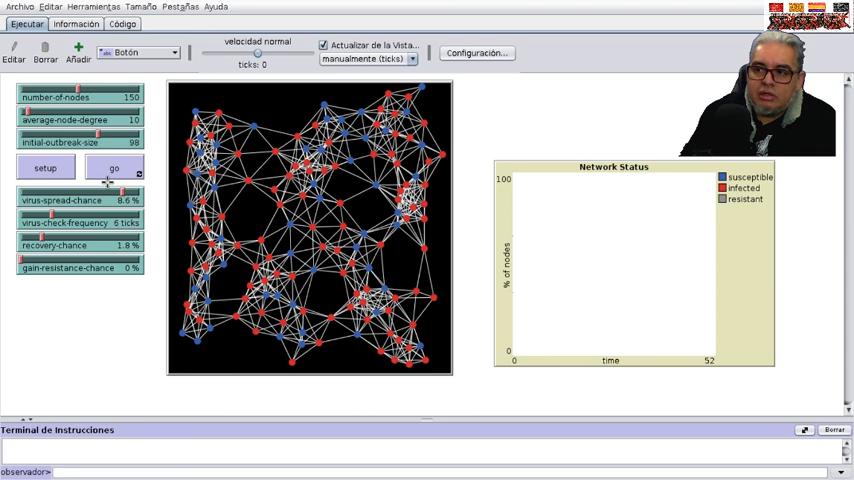 Archivo Editar Herramientas Tamaño Pestañas Ayuda
Ejecutar Información Código
Editar Borrar Añadir
abc Botón
velocidad normal
ticks: 0
Actualizar de la Vista...
manualmente (ticks)
Configuración...
number-of-nodes 150
average-node-degree 10
initial-outbreak-size 98
setup go
virus-spread-chance 8.6 %
virus-check-frequency 6 ticks
recovery-chance 1.8 %
gain-resistance-chance 0 %
Network Status
100
% of nodes
0
0 time 52
susceptible
infected
resistant
Terminal de Instrucciones
Borrar
observador>